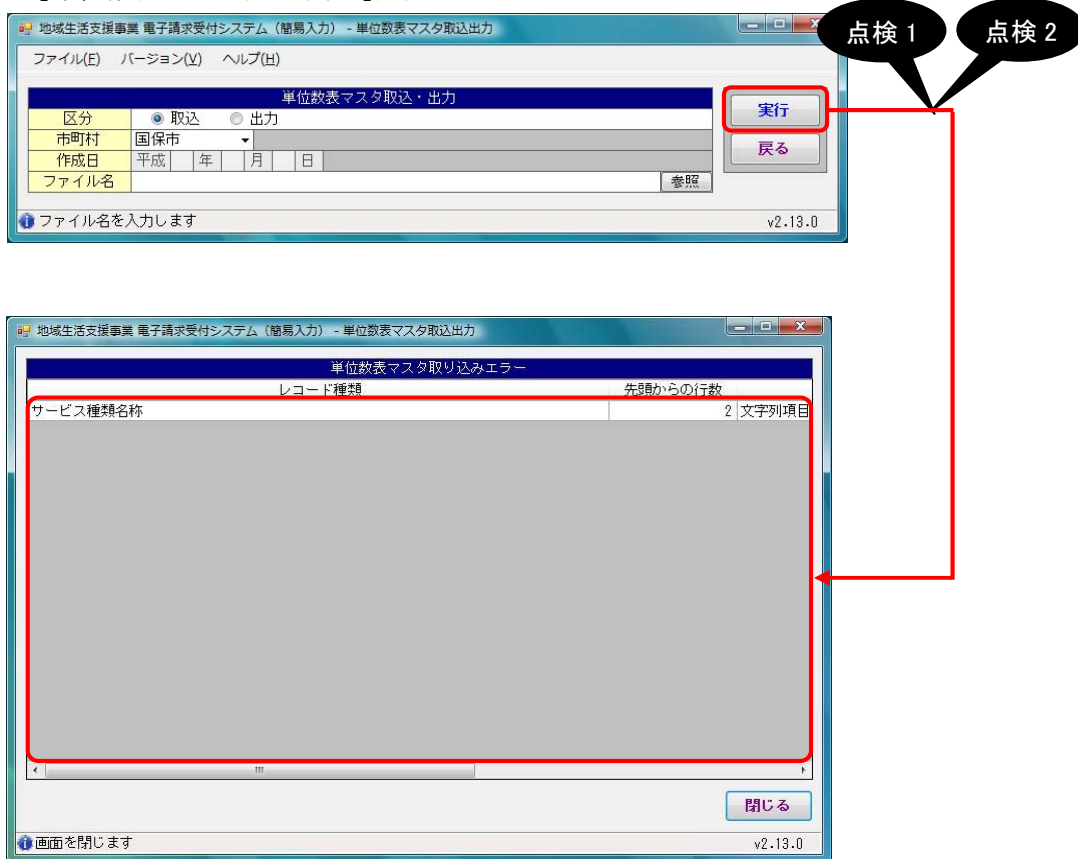 地域生活支援事業 電子請求受付システム（簡易入力） - 単位数表マスタ取込出力
点検 1
点検 2
ファイル(F) バージョン(V) ヘルプ(H)
単位数表マスタ取込・出力
区分 取込 出力
実行
市町村 国保市
作成日 平成 年 月 日
戻る
ファイル名 参照
ファイル名を入力します v2.13.0
地域生活支援事業 電子請求受付システム（簡易入力） - 単位数表マスタ取込出力
単位数表マスタ取り込みエラー
レコード種類 先頭からの行数
サービス種類名称 2 文字列項目
閉じる
画面を閉じます v2.13.0